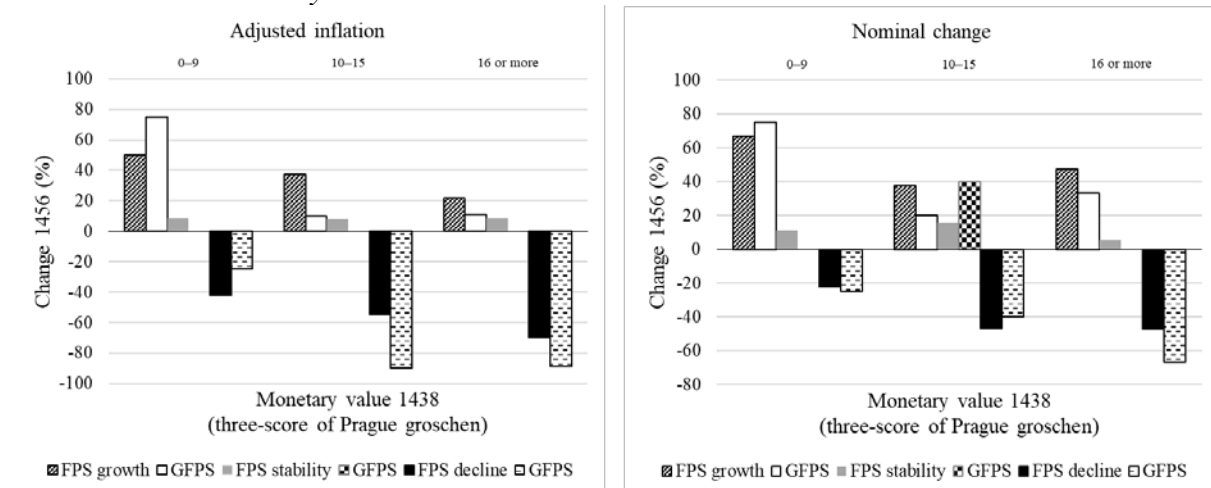 Adjusted inflation
0–9 10–15 16 or more
100
80
60
40
20
0
-20
-40
-60
-80
-100
Change 1456 (%)
Monetary value 1438
(three-score of Prague groschen)
FPS growth GFPS FPS stability GFPS FPS decline GFPS
Nominal change
0–9 10–15 16 or more
100
80
60
40
20
0
-20
-40
-60
-80
Change 1456 (%)
Monetary value 1438
(three-score of Prague groschen)
FPS growth GFPS FPS stability GFPS FPS decline GFPS